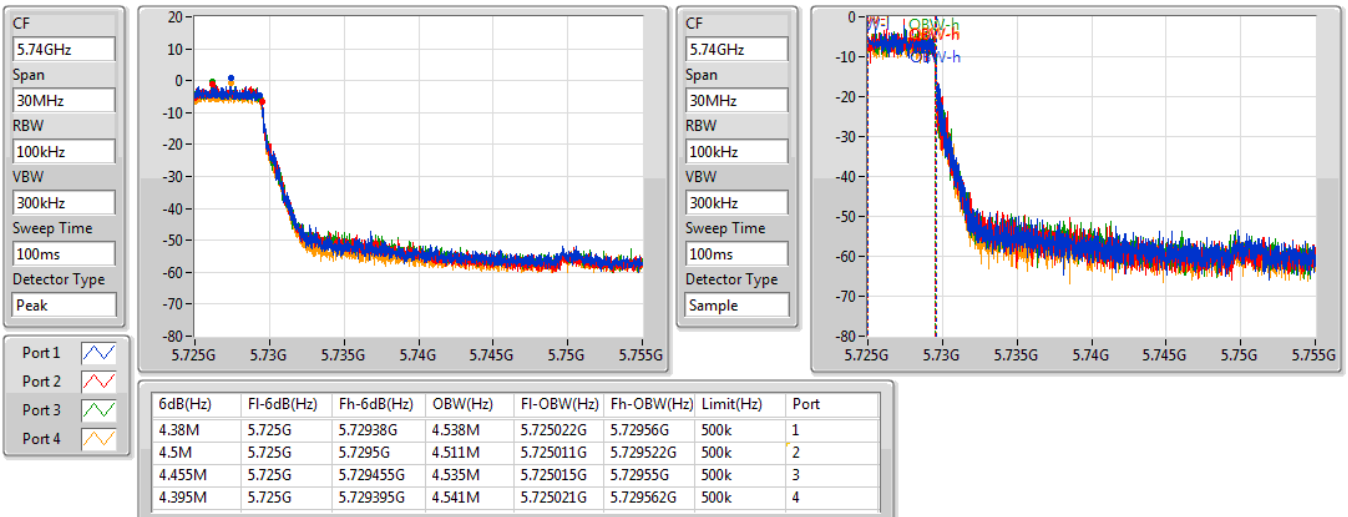 CF
5.74GHz
Span
30MHz
RBW
100kHz
VBW
300kHz
Sweep Time
100ms
Detector Type
Peak
20
10
0
-10
-20
-30
-40
-50
-60
-70
-80
5.725G 5.73G 5.735G 5.74G 5.745G 5.75G 5.755G
CF
5.74GHz
Span
30MHz
RBW
100kHz
VBW
300kHz
Sweep Time
100ms
Detector Type
Sample
0
-10
-20
-30
-40
-50
-60
-70
-80
OBW-h
OBW-h
OBW-h
5.725G 5.73G 5.735G 5.74G 5.745G 5.75G 5.755G
Port 1
Port 2
Port 3
Port 4
6dB(Hz) Fl-6dB(Hz) Fh-6dB(Hz) OBW(Hz) Fl-OBW(Hz) Fh-OBW(Hz) Limit(Hz) Port
4.38M 5.725G 5.72938G 4.538M 5.725022G 5.72956G 500k 1
4.5M 5.725G 5.7295G 4.511M 5.725011G 5.729522G 500k 2
4.455M 5.725G 5.729455G 4.535M 5.725015G 5.72955G 500k 3
4.395M 5.725G 5.729395G 4.541M 5.725021G 5.729562G 500k 4